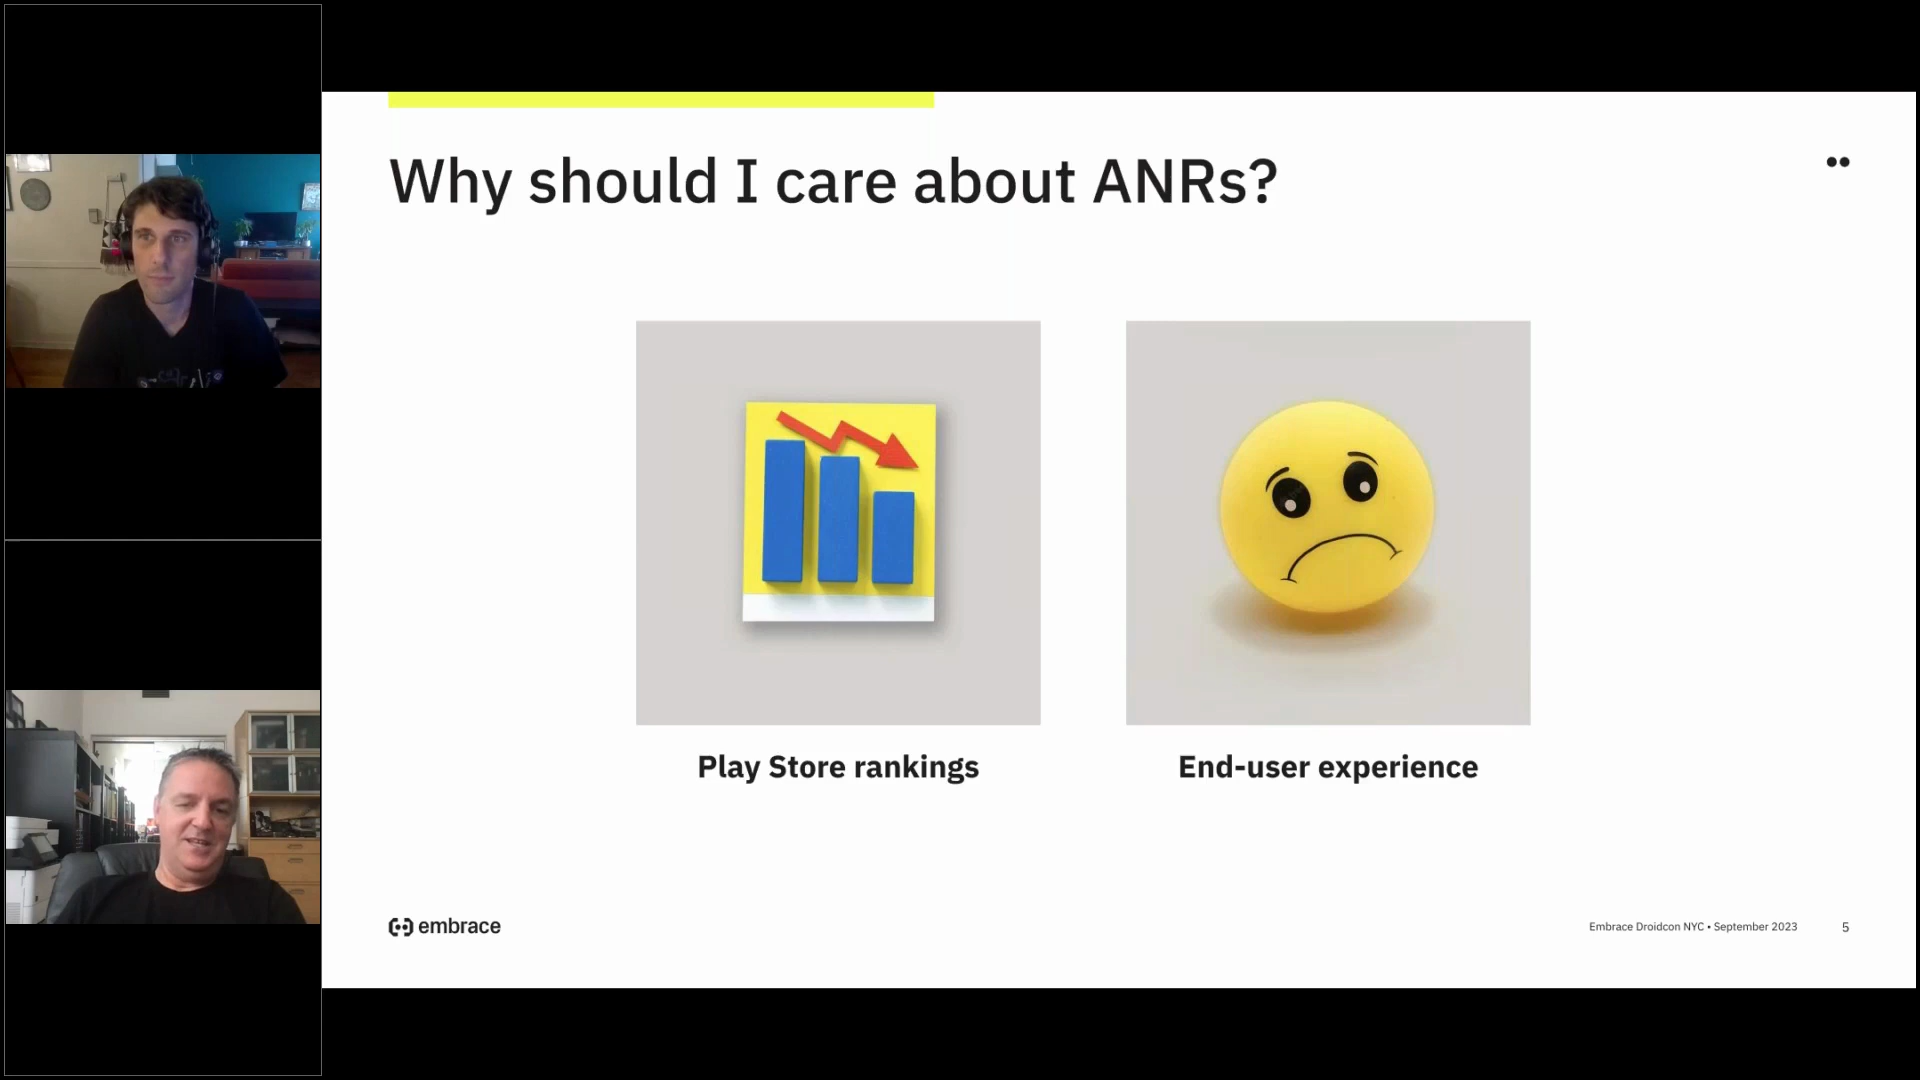 Why should I care about ANRs?
Play Store rankings
End-user experience
embrace
Embrace Droidcon NYC • September 2023
5